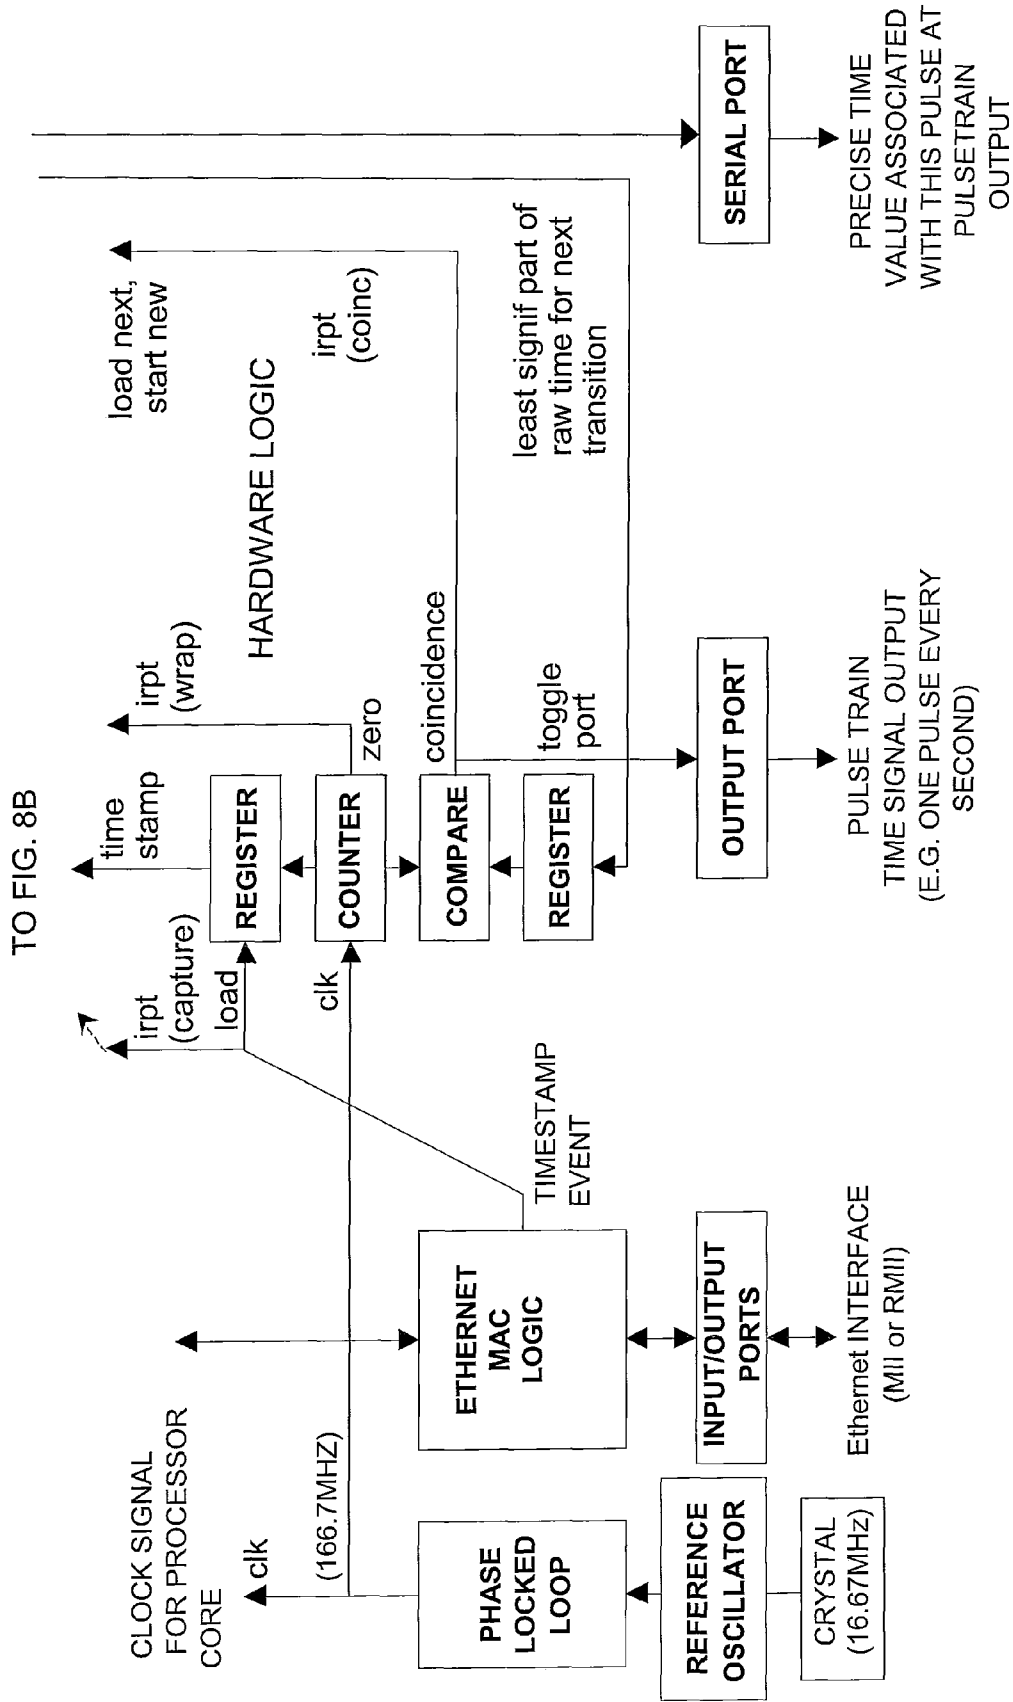 TO FIG. 8B
CLOCK SIGNAL
FOR PROCESSOR
CORE
clk
(166.7MHZ)
irpt
(capture)
load
time
stamp
irpt
(wrap)
load next,
start new
HARDWARE LOGIC
REGISTER
clk
COUNTER
zero
irpt
(coinc)
COMPARE
coincidence
REGISTER
toggle
port
least signif part of
raw time for next
transition
PHASE
LOCKED
LOOP
ETHERNET
MAC
LOGIC
TIMESTAMP
EVENT
REFERENCE
OSCILLATOR
INPUT/OUTPUT
PORTS
OUTPUT PORT
SERIAL PORT
CRYSTAL
(16.67MHz)
Ethernet INTERFACE
(MII or RMII)
PULSE TRAIN
TIME SIGNAL OUTPUT
(E.G. ONE PULSE EVERY
SECOND)
PRECISE TIME
VALUE ASSOCIATED
WITH THIS PULSE AT
PULSETRAIN
OUTPUT